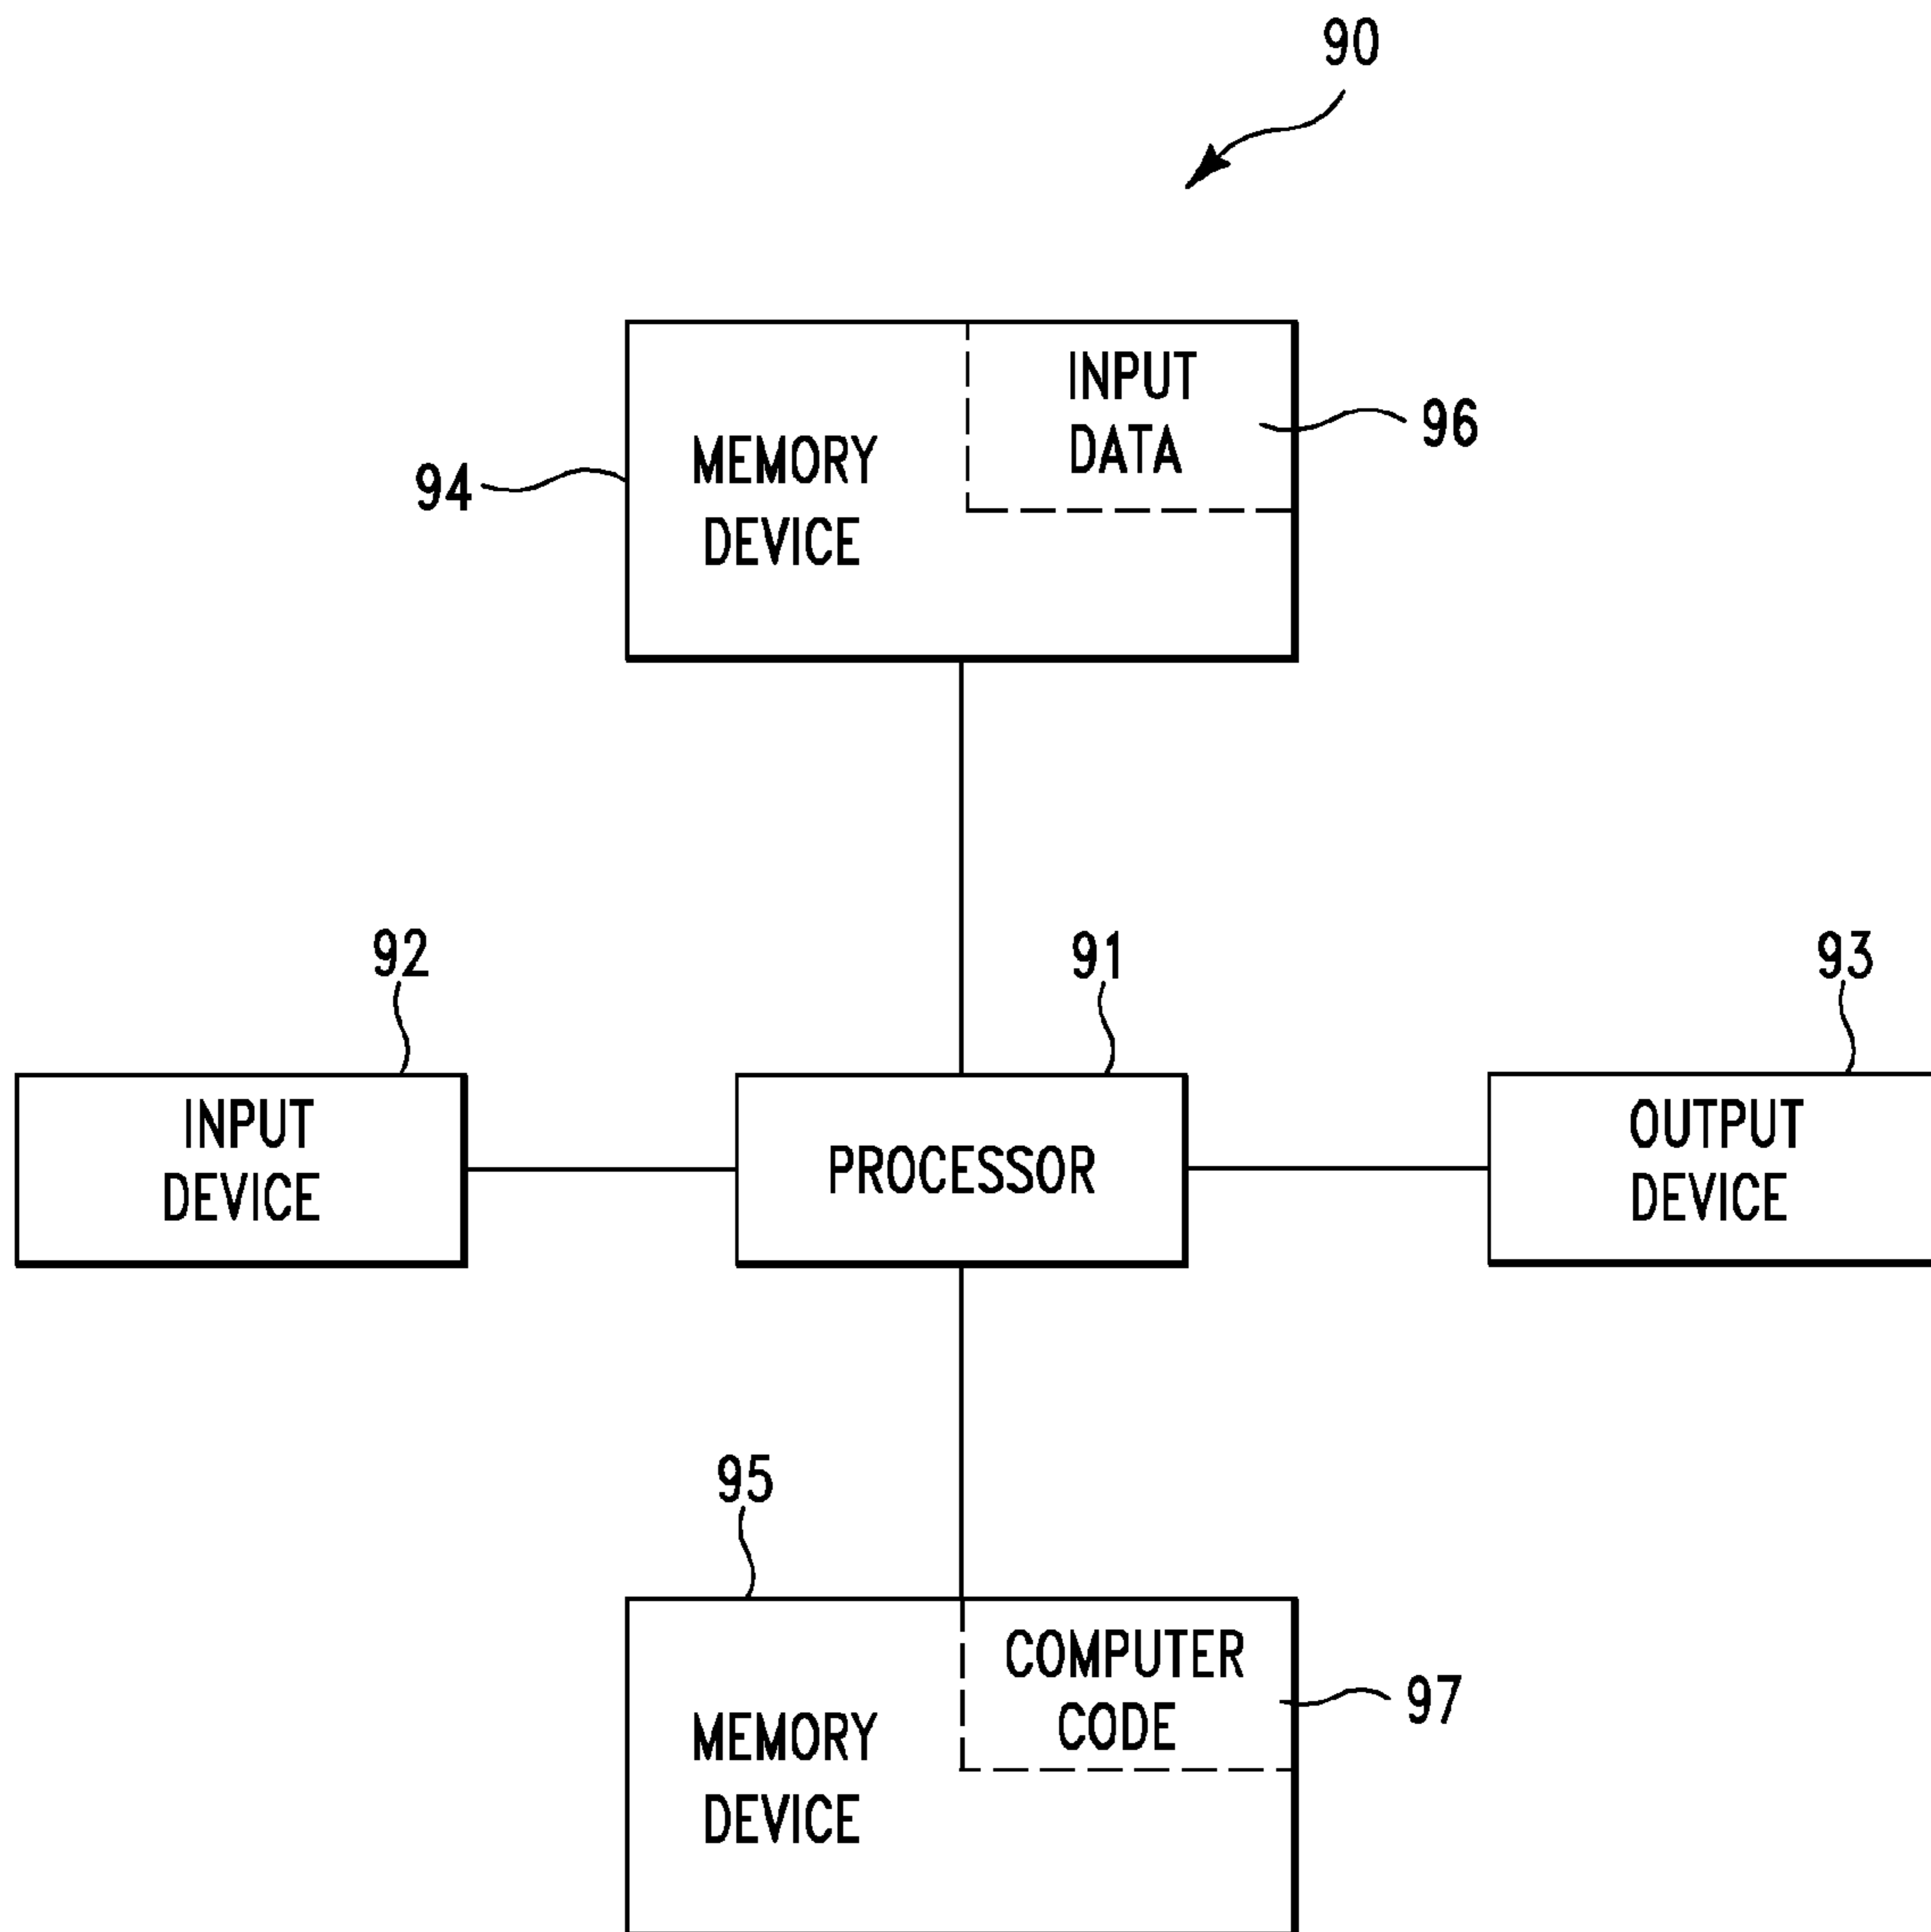 90
INPUT
DATA
96
MEMORY
DEVICE
94
92
91
93
INPUT
DEVICE
PROCESSOR
OUTPUT
DEVICE
95
COMPUTER
CODE
97
MEMORY
DEVICE